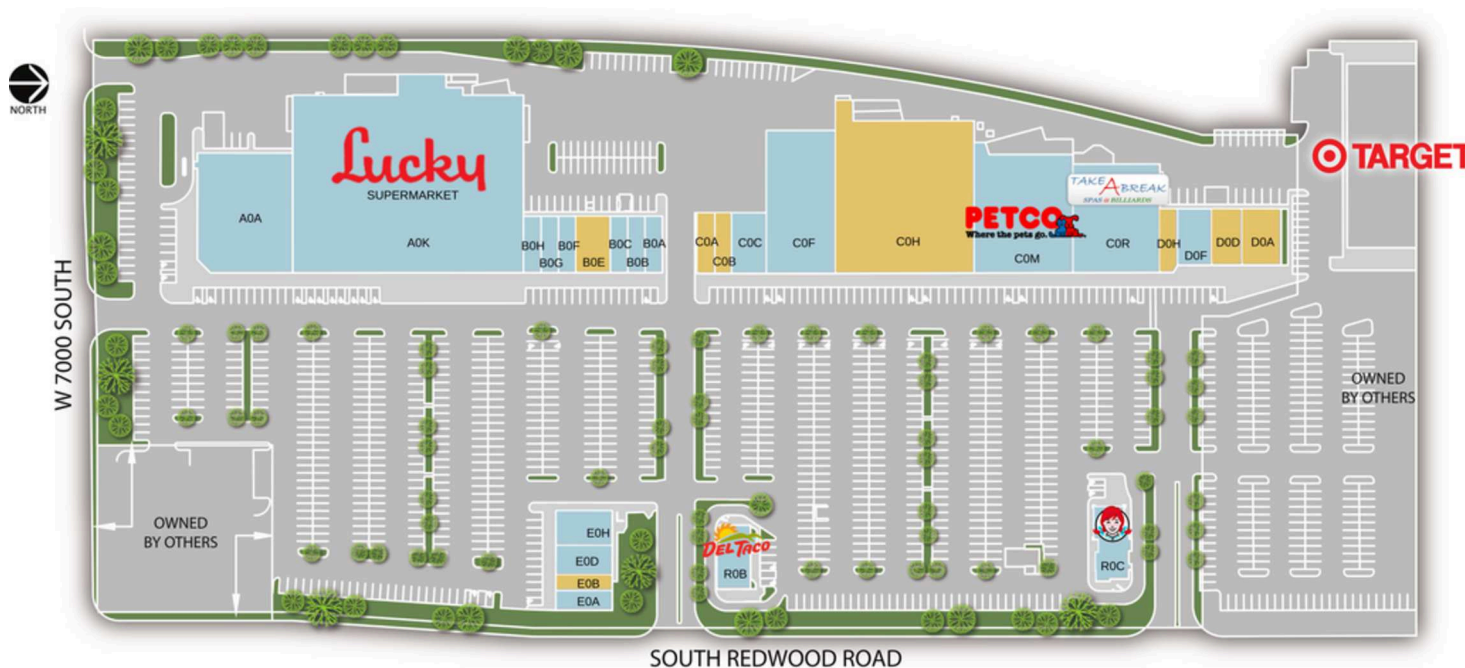 NORTH
Lucky
SUPERMARKET
A0A
A0K
B0H
B0G
B0F
B0E
B0C
B0B
B0A
C0A
C0B
C0C
C0F
C0H
PETCO
Where the pets go.
C0M
TAKE A BREAK
SPAS & BILLIARDS
C0R
D0H
D0F
D0D
D0A
TARGET
W 7000 SOUTH
OWNED
BY OTHERS
OWNED
BY OTHERS
E0H
E0D
E0B
E0A
DEL TACO
R0B
R0C
SOUTH REDWOOD ROAD